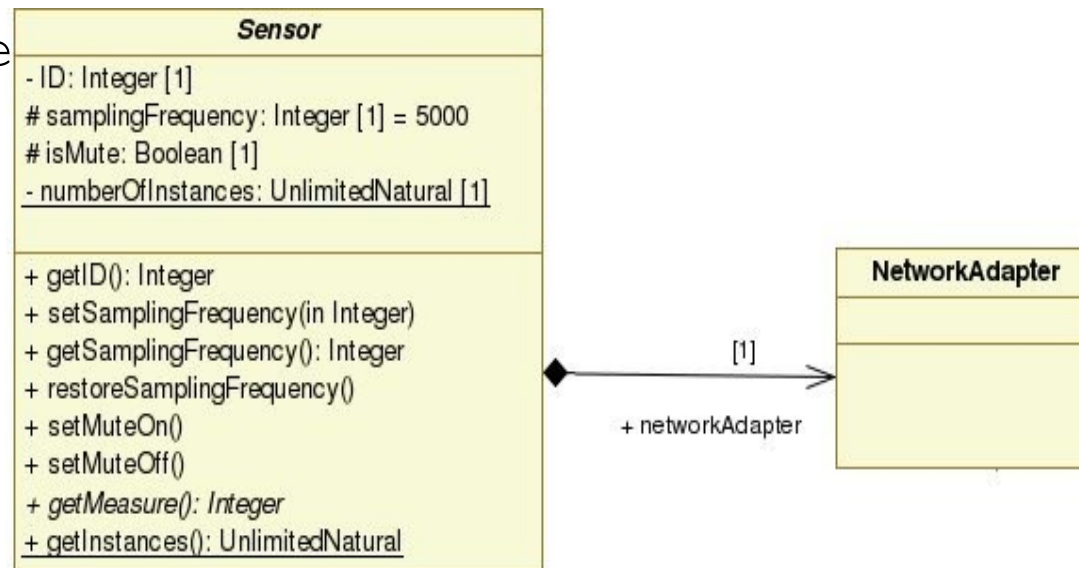 e
Sensor
- ID: Integer [1]
# samplingFrequency: Integer [1] = 5000
# isMute: Boolean [1]
- numberOfInstances: UnlimitedNatural [1]
+ getID(): Integer
+ setSamplingFrequency(in Integer)
+ getSamplingFrequency(): Integer
+ restoreSamplingFrequency()
+ setMuteOn()
+ setMuteOff()
+ getMeasure(): Integer
+ getInstances(): UnlimitedNatural
[1]
+ networkAdapter
NetworkAdapter